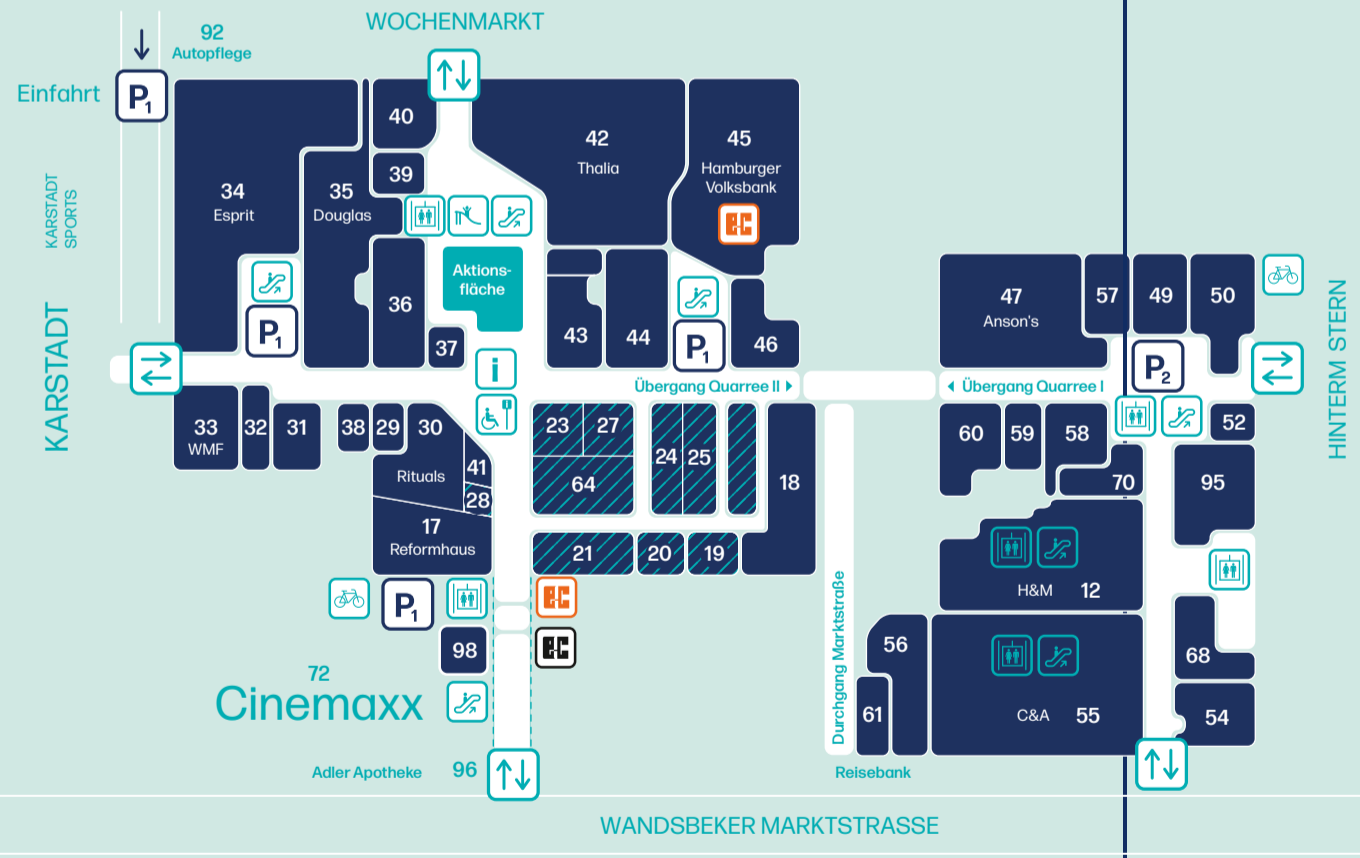 WOCHENMARKT
92
Autopflege
Einfahrt
P1
KARSTADT
SPORTS
KARSTADT
34
Esprit
35
Douglas
40
39
42
Thalia
45
Hamburger
Volksbank
ec
P1
36
37
Aktions-
fläche
i
43
44
P1
46
47
Anson's
57
49
50
P2
HINTERM STERN
Übergang Quarree II
Übergang Quarree I
33
WMF
32
31
38
29
30
Rituals
41
28
17
Reformhaus
23
27
64
24
25
18
21
20
19
60
59
58
70
52
95
H&M
12
P1
ec
ec
98
72
Cinemaxx
Adler Apotheke
96
Durchgang Marktstraße
56
61
C&A
55
68
54
Reisebank
WANDSBEKER MARKTSTRASSE